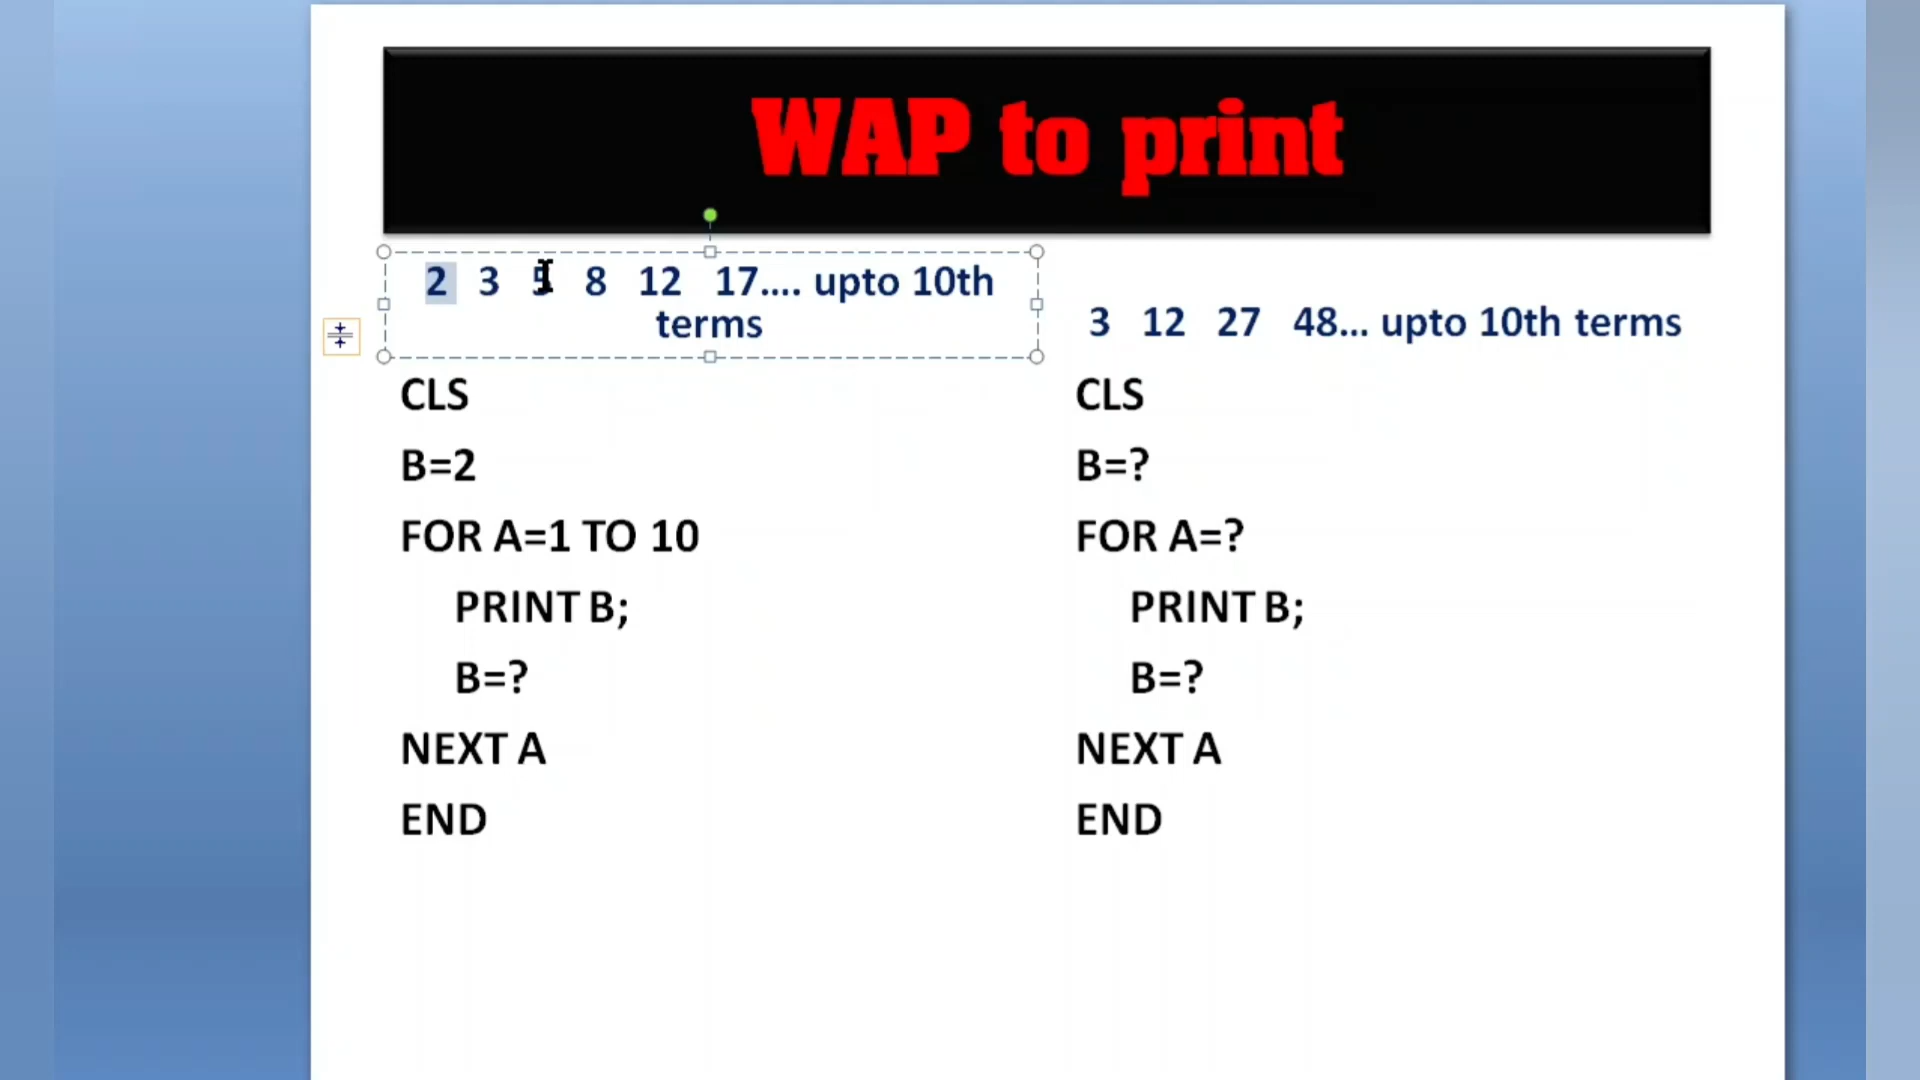 WAP to print
2 3 5 8 12 17.... upto 10th
terms
CLS
B=2
FOR A=1 TO 10
PRINT B;
B=?
NEXT A
END
3 12 27 48... upto 10th terms
CLS
B=?
FOR A=?
PRINT B;
B=?
NEXT A
END